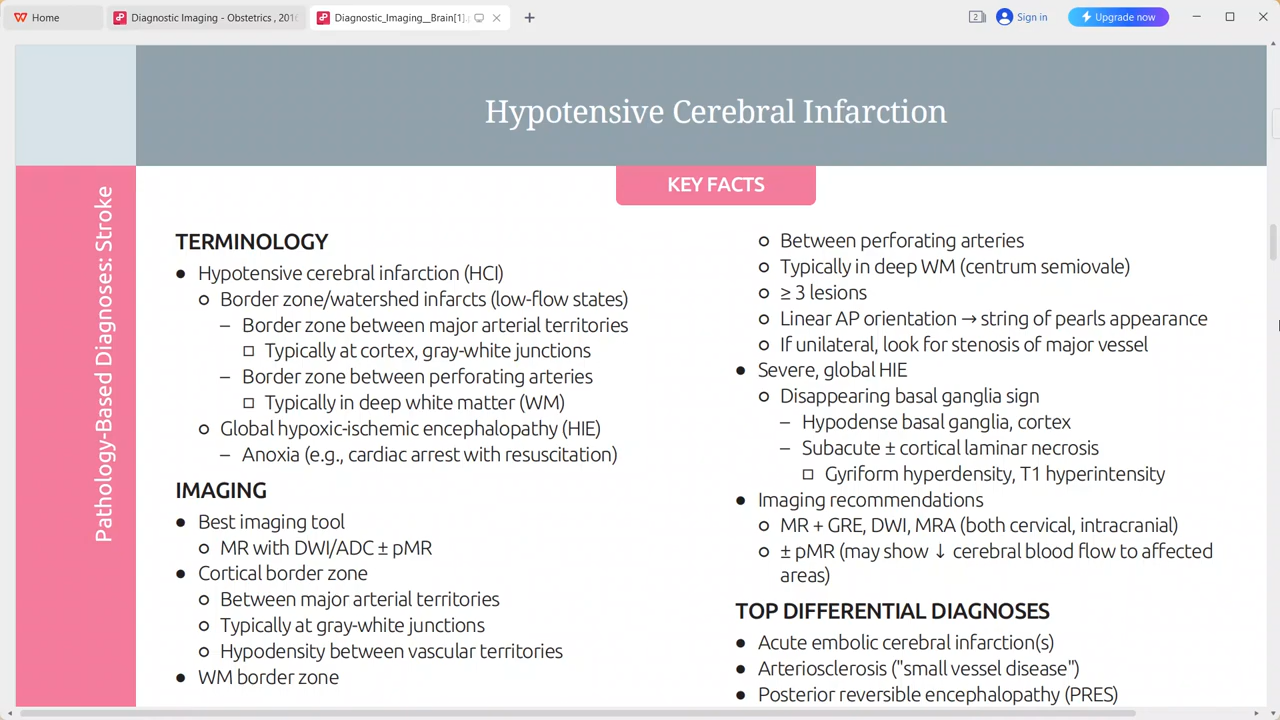 Home
Diagnostic Imaging - Obstetrics , 2016
Diagnostic_Imaging__Brain[1].
2
Sign in
Upgrade now
Hypotensive Cerebral Infarction
KEY FACTS
Pathology-Based Diagnoses: Stroke
TERMINOLOGY
● Hypotensive cerebral infarction (HCI)
○ Border zone/watershed infarcts (low-flow states)
– Border zone between major arterial territories
□ Typically at cortex, gray-white junctions
– Border zone between perforating arteries
□ Typically in deep white matter (WM)
○ Global hypoxic-ischemic encephalopathy (HIE)
– Anoxia (e.g., cardiac arrest with resuscitation)
IMAGING
● Best imaging tool
○ MR with DWI/ADC ± pMR
● Cortical border zone
○ Between major arterial territories
○ Typically at gray-white junctions
○ Hypodensity between vascular territories
● WM border zone
○ Between perforating arteries
○ Typically in deep WM (centrum semiovale)
○ ≥ 3 lesions
○ Linear AP orientation → string of pearls appearance
○ If unilateral, look for stenosis of major vessel
● Severe, global HIE
○ Disappearing basal ganglia sign
– Hypodense basal ganglia, cortex
– Subacute ± cortical laminar necrosis
□ Gyriform hyperdensity, T1 hyperintensity
● Imaging recommendations
○ MR + GRE, DWI, MRA (both cervical, intracranial)
○ ± pMR (may show ↓ cerebral blood flow to affected
areas)
TOP DIFFERENTIAL DIAGNOSES
● Acute embolic cerebral infarction(s)
● Arteriosclerosis ("small vessel disease")
● Posterior reversible encephalopathy (PRES)